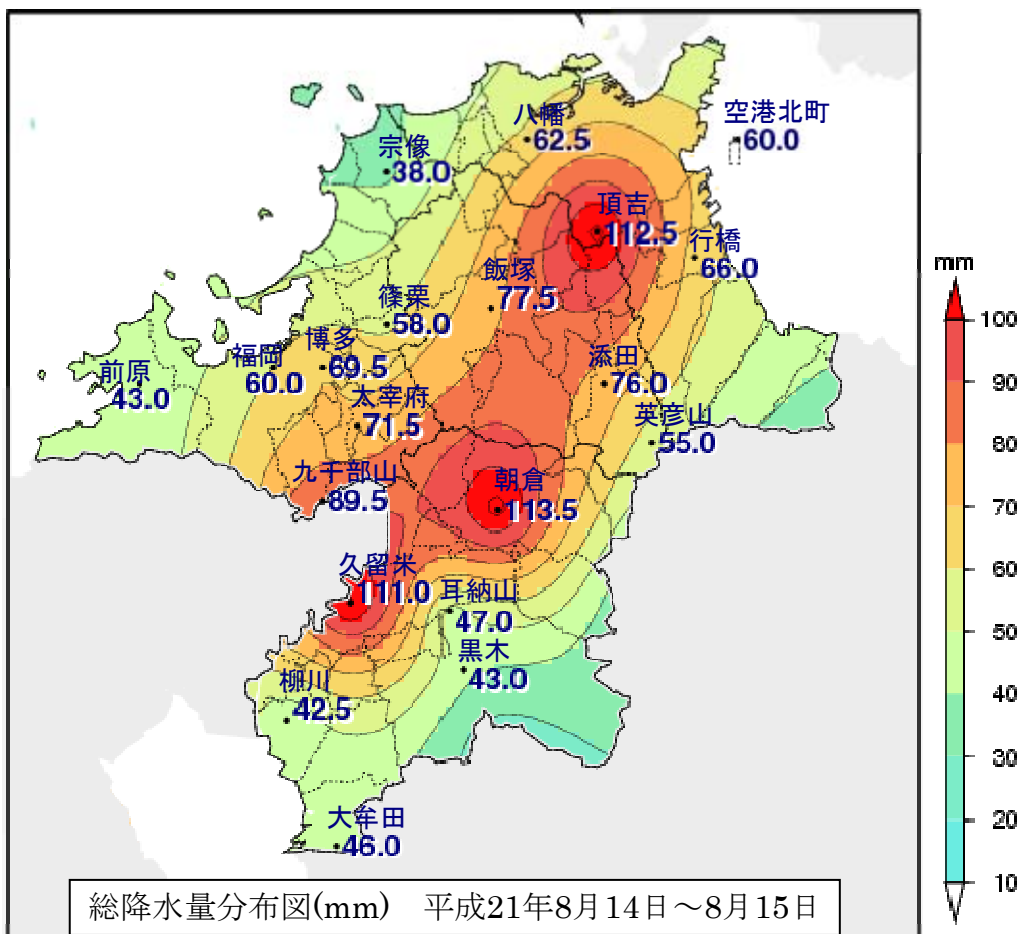 八幡
62.5
空港北町
60.0
宗像
38.0
頂吉
112.5
行橋
66.0
飯塚
77.5
篠栗
58.0
博多
69.5
福岡
60.0
前原
43.0
太宰府
71.5
添田
76.0
英彦山
55.0
九千部山
89.5
朝倉
113.5
久留米
111.0
耳納山
47.0
黒木
43.0
柳川
42.5
大牟田
46.0
mm
100
90
80
70
60
50
40
30
20
10
総降水量分布図(mm) 平成21年8月14日～8月15日